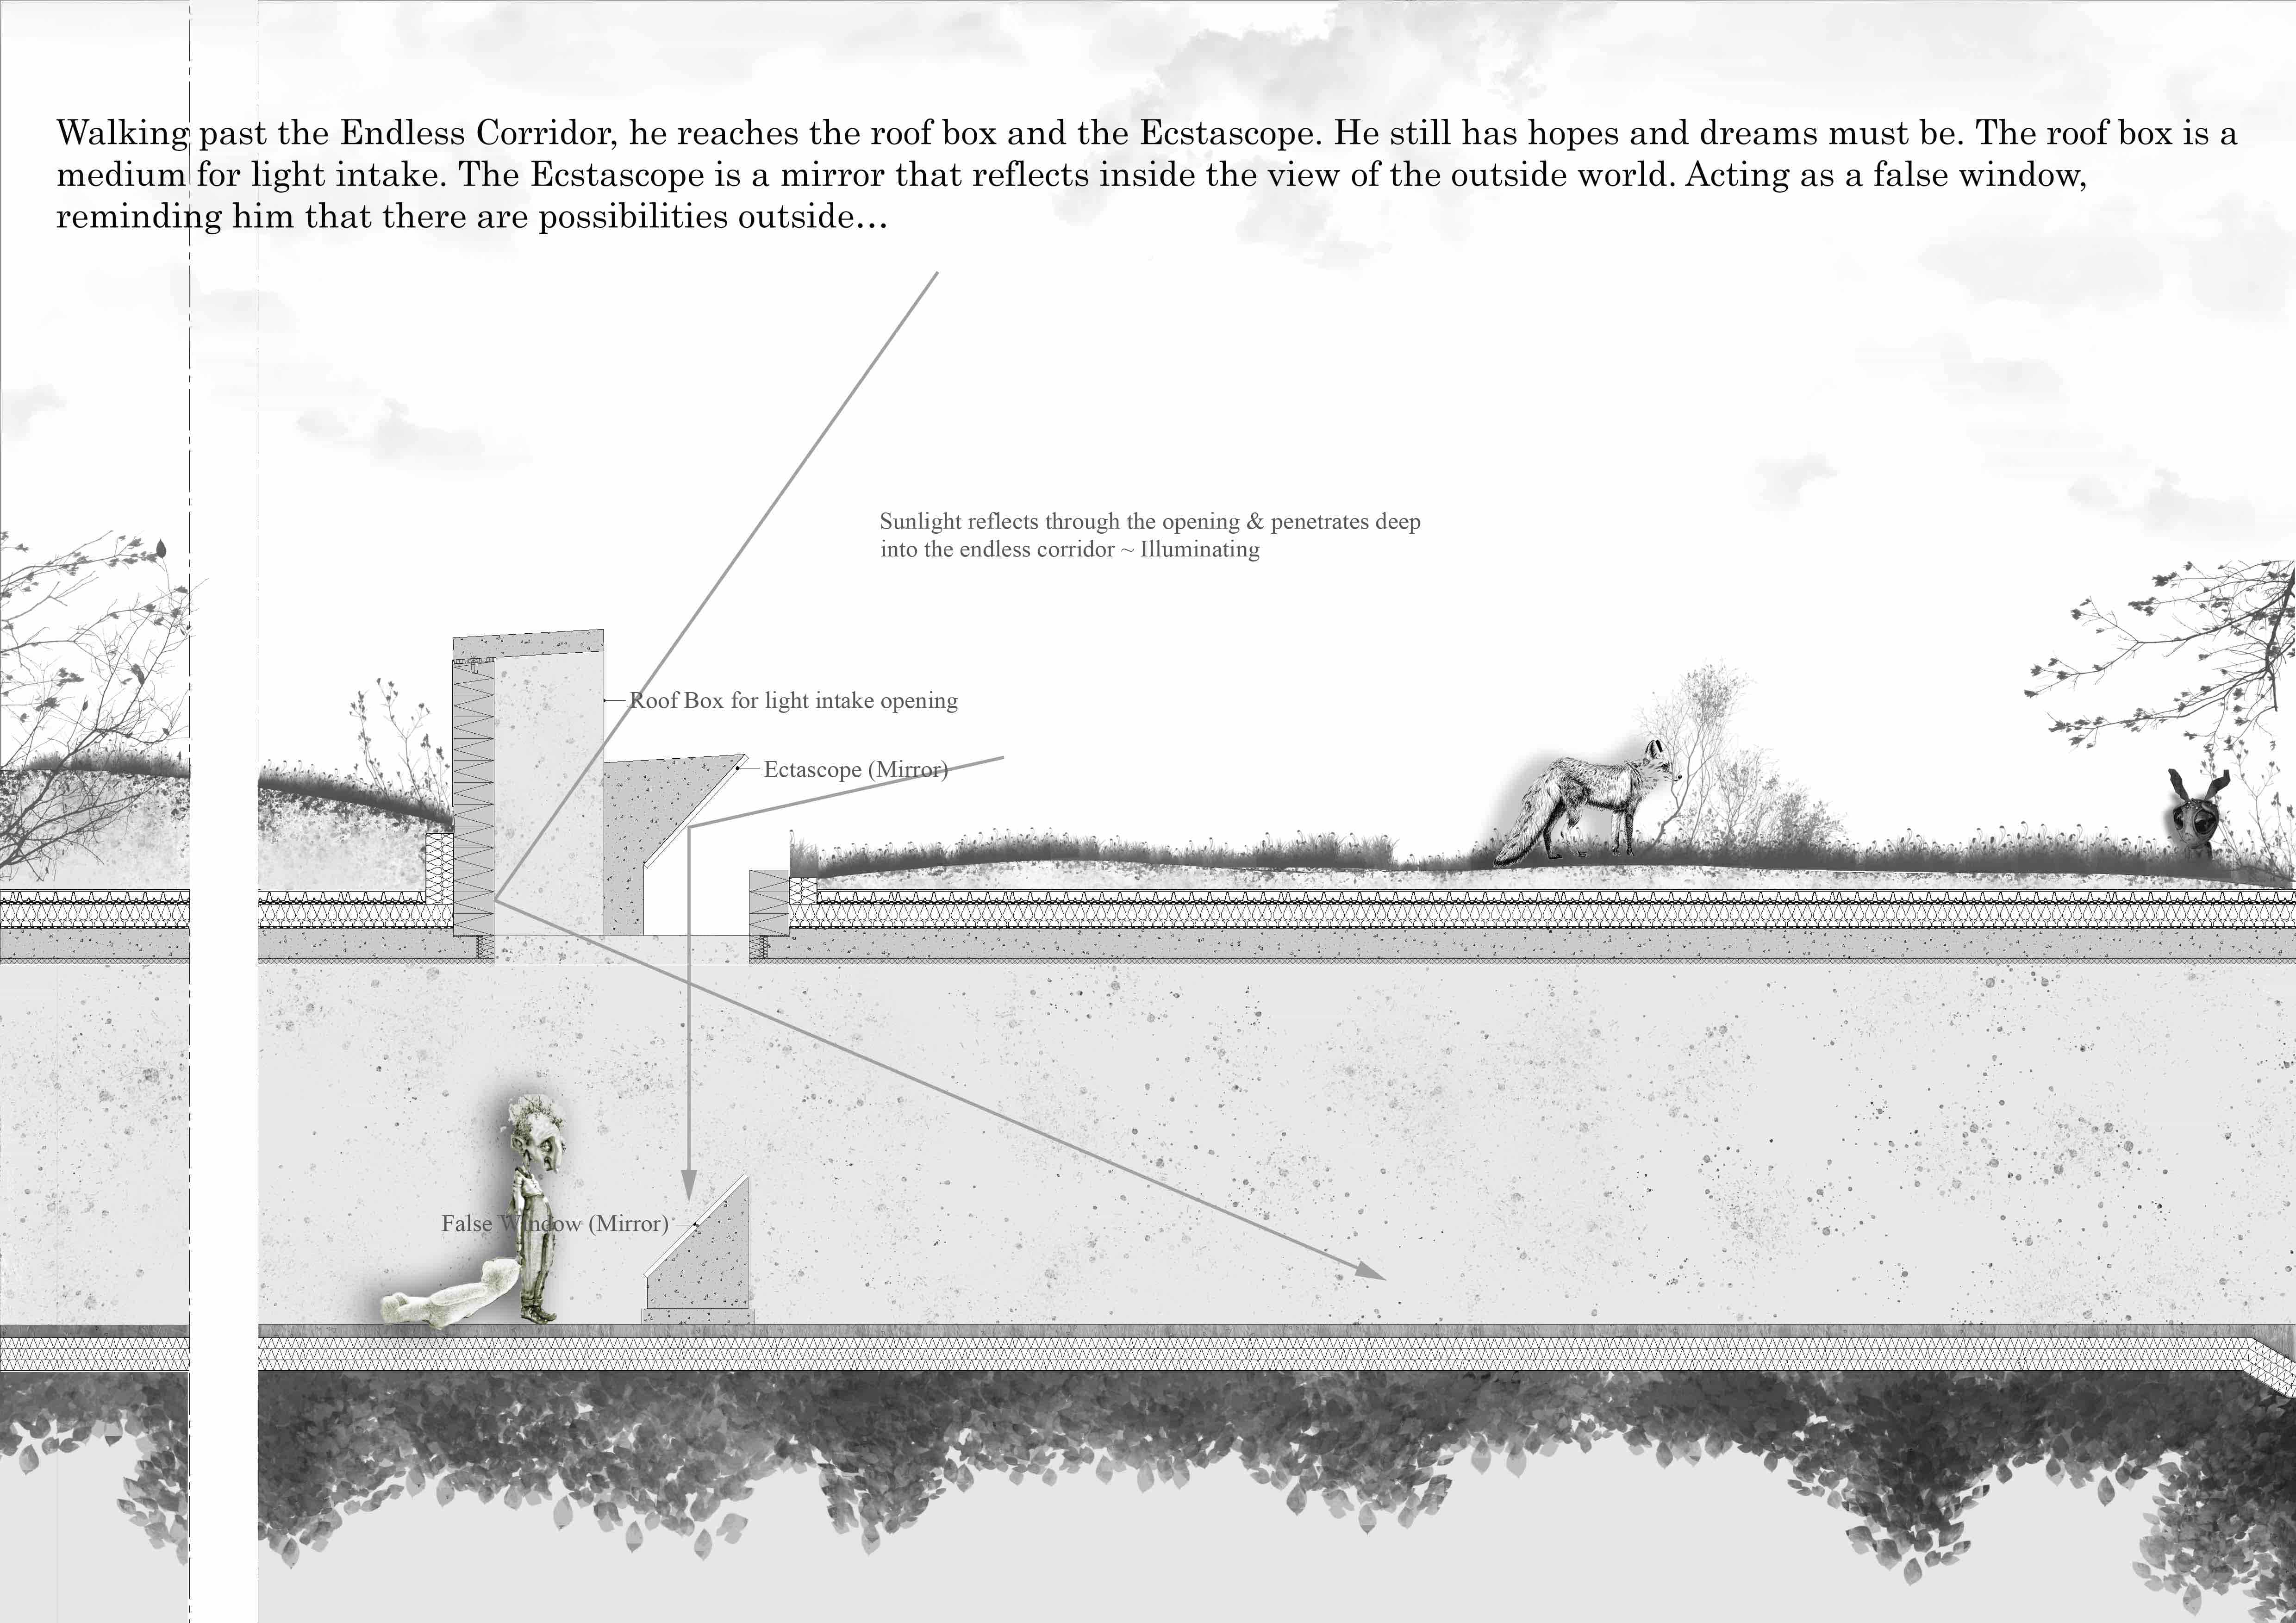 Walking past the Endless Corridor, he reaches the roof box and the Ecstascope. He still has hopes and dreams must be. The roof box is a
medium for light intake. The Ecstascope is a mirror that reflects inside the view of the outside world. Acting as a false window,
reminding him that there are possibilities outside...
Sunlight reflects through the opening & penetrates deep
into the endless corridor ~ Illuminating
Roof Box for light intake opening
Ectascope (Mirror)
False Window (Mirror)